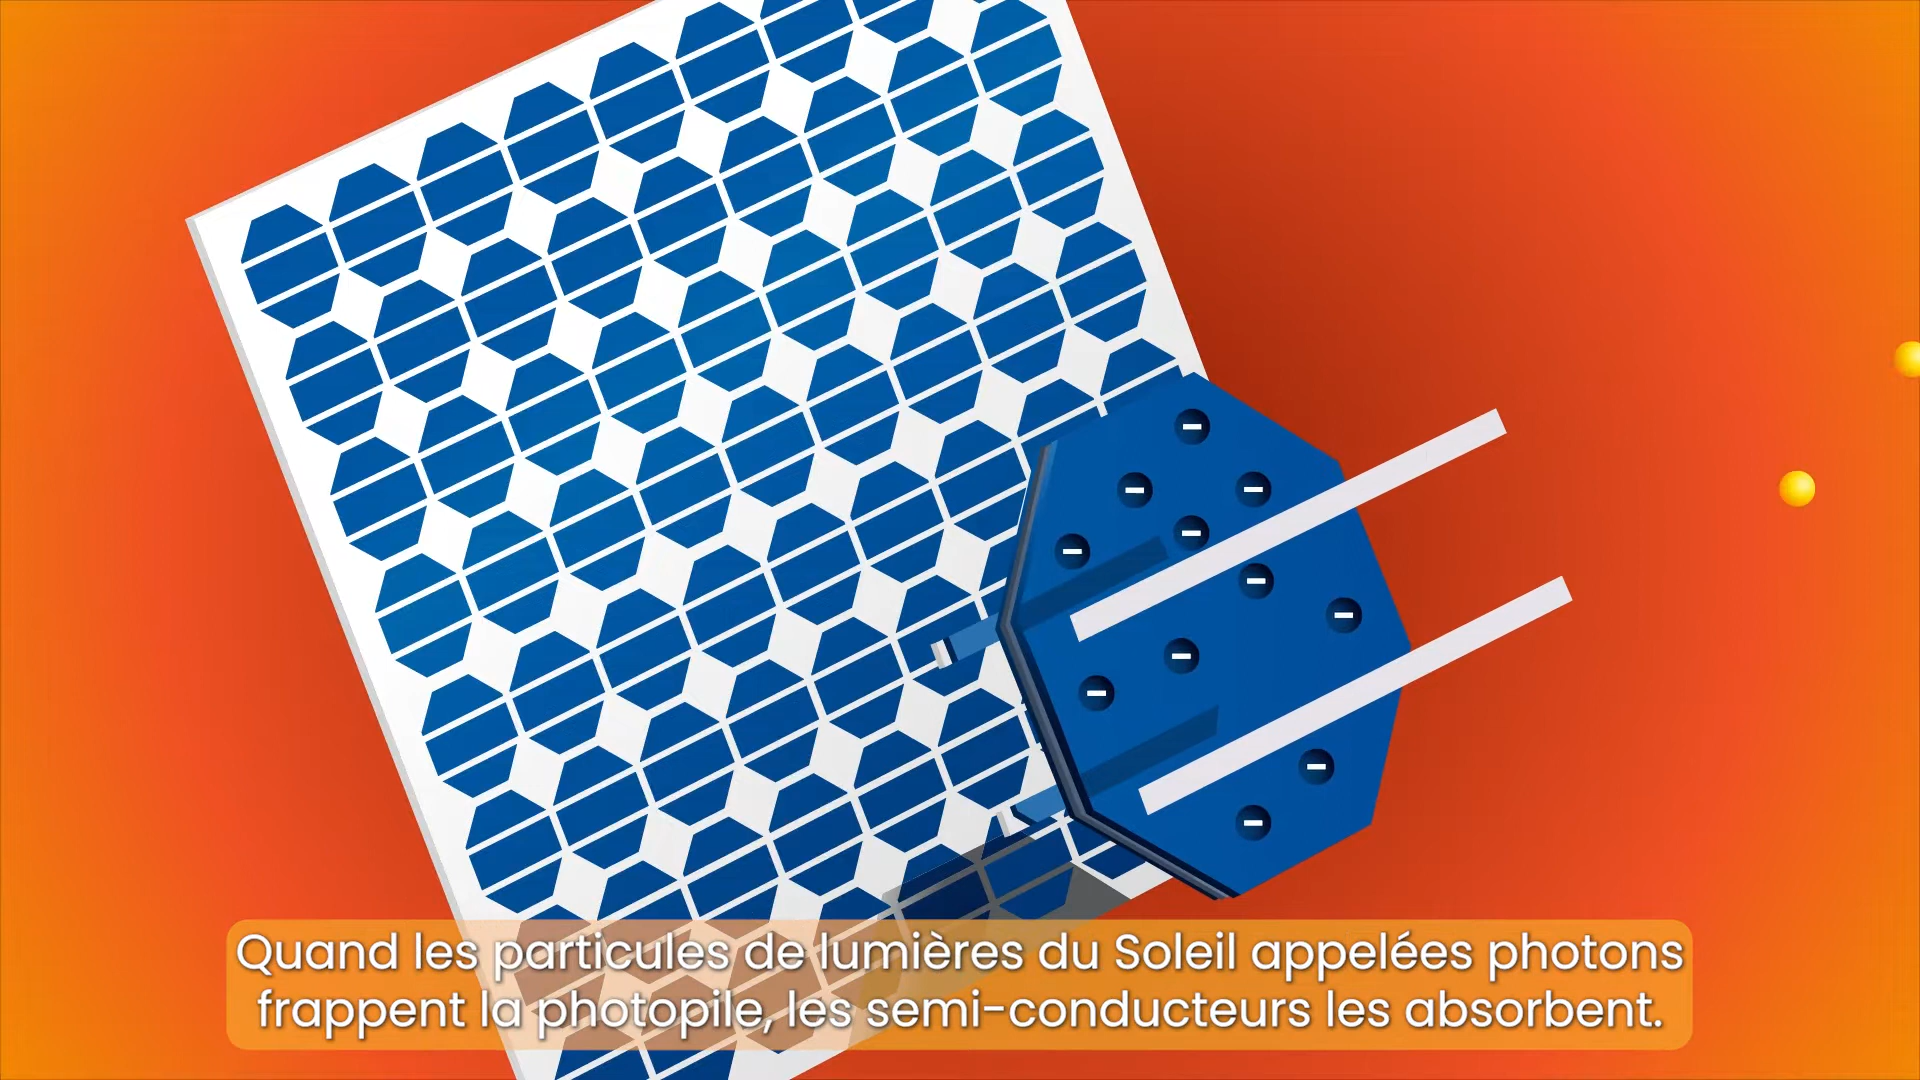 Quand les particules de lumières du Soleil appelées photons
frappent la photopile, les semi-conducteurs les absorbent.